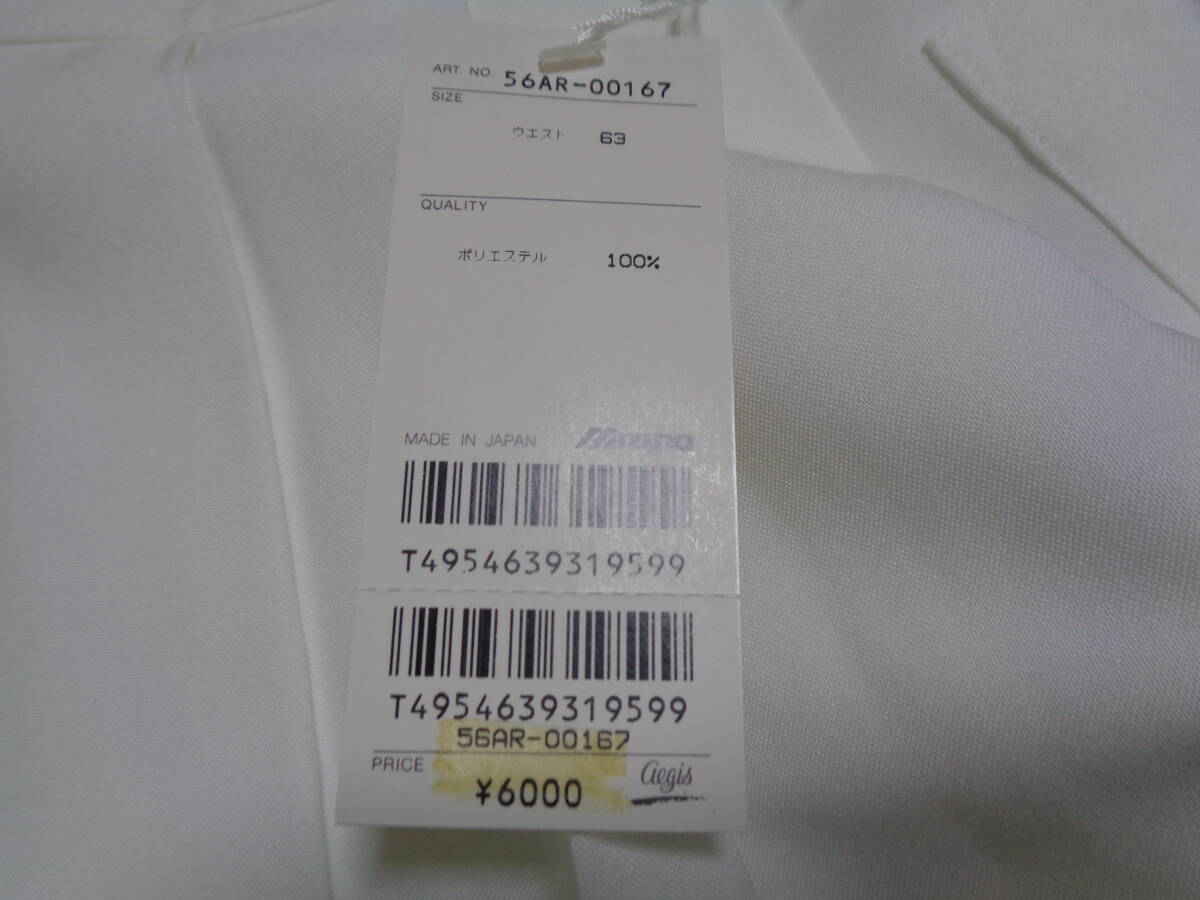 ART. NO. 56AR-00167
SIZE
ウエスト 63
QUALITY
ポリエステル 100%
MADE IN JAPAN Mizuno
T4954639319599
T4954639319599
56AR-00167
PRICE ¥6000 aegis